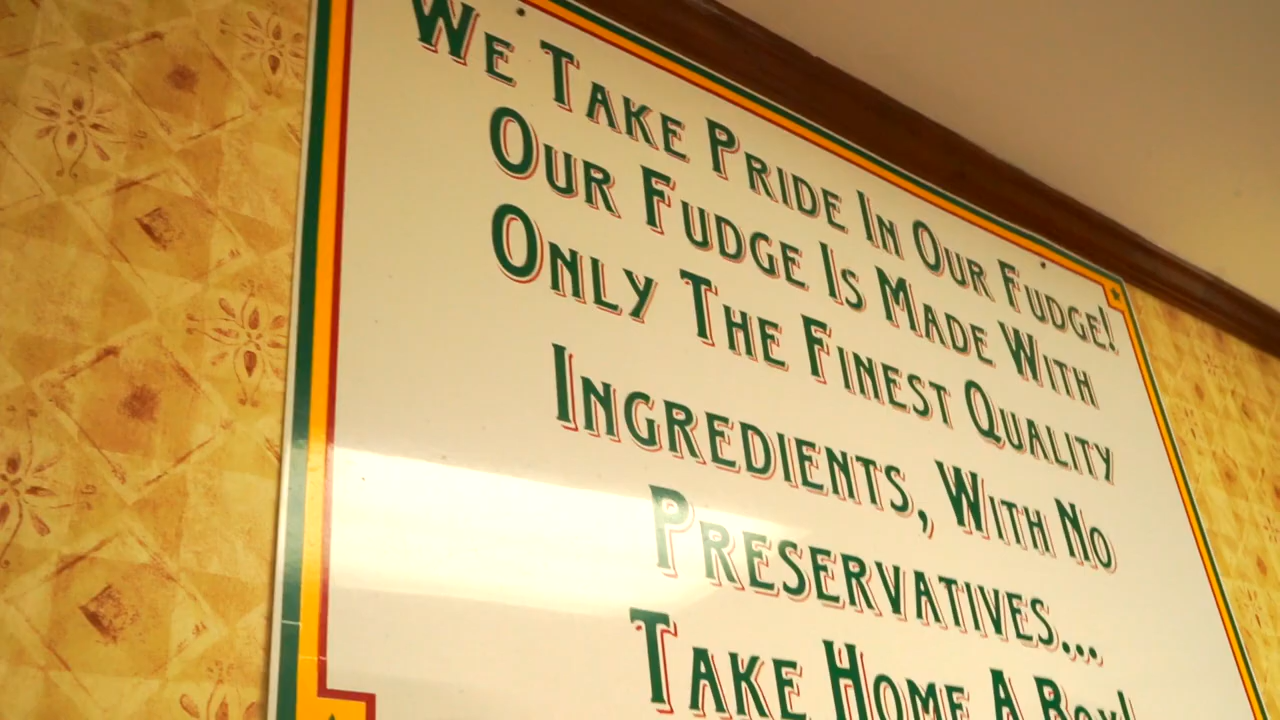 We Take Pride In Our Fudge!
Our Fudge Is Made With
Only The Finest Quality
Ingredients, With No
Preservatives...
Take Home A Box!